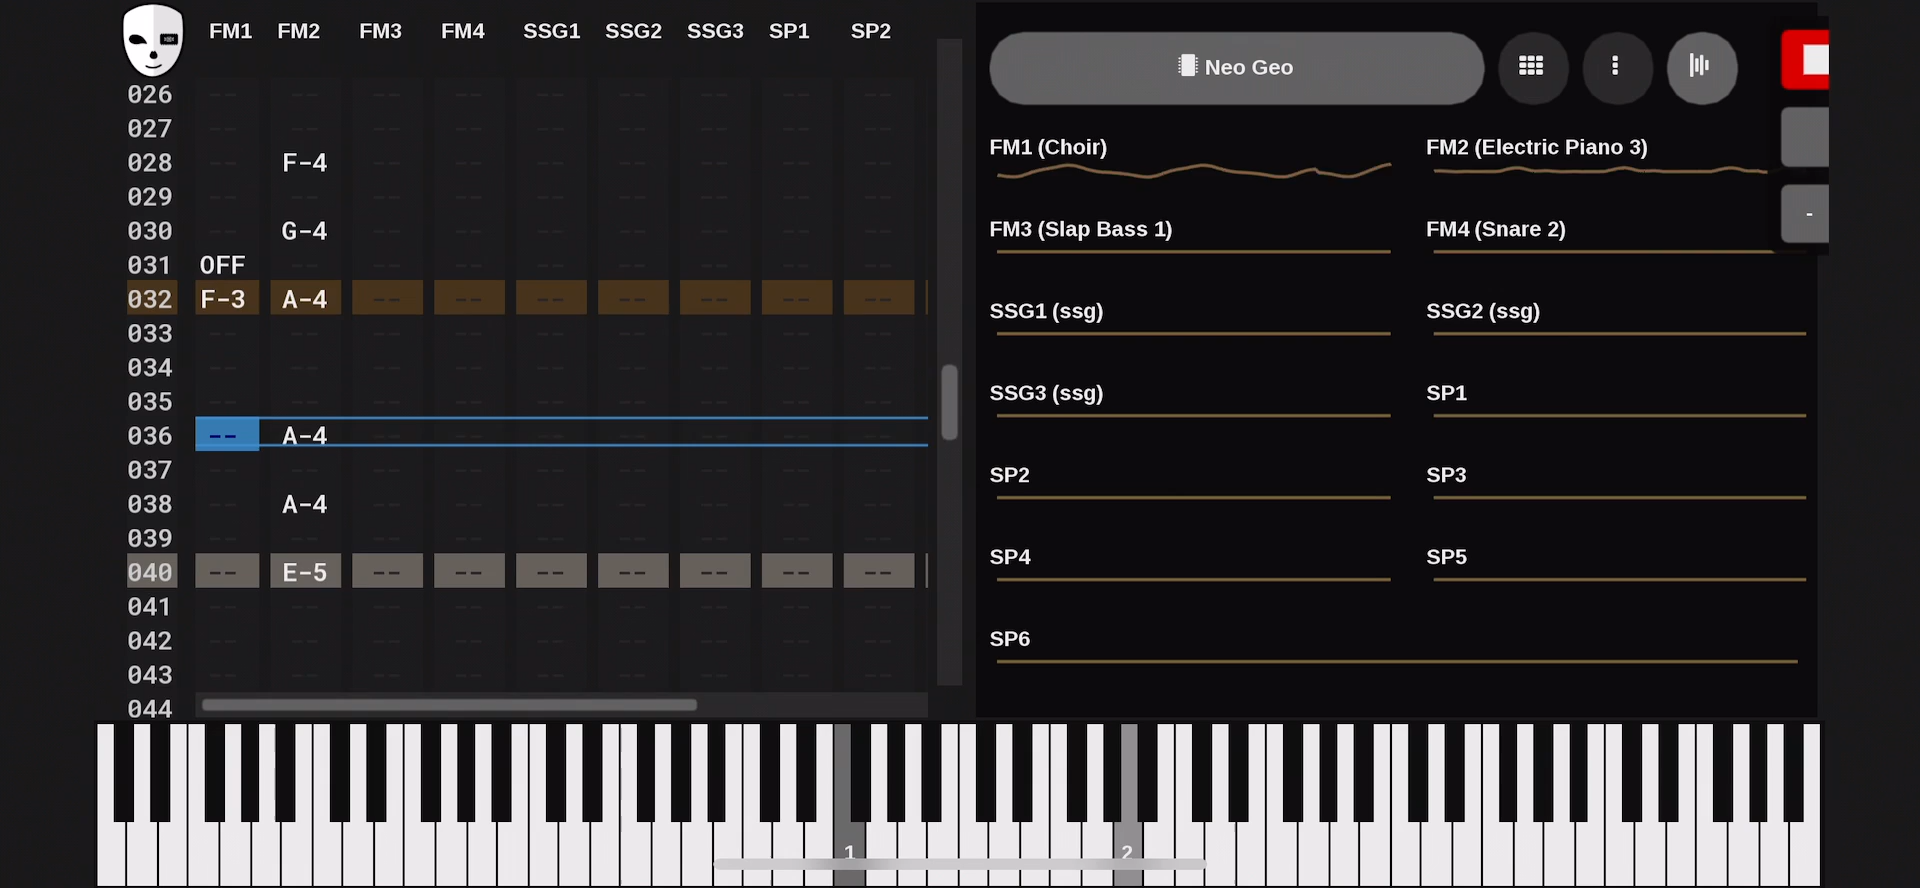 FM1 FM2 FM3 FM4 SSG1 SSG2 SSG3 SP1 SP2
026 -- -- -- -- -- -- -- -- --
027 -- -- -- -- -- -- -- -- --
028 -- F-4 -- -- -- -- -- -- --
029 -- -- -- -- -- -- -- -- --
030 -- G-4 -- -- -- -- -- -- --
031 OFF -- -- -- -- -- -- -- --
032 F-3 A-4 -- -- -- -- -- -- --
033 -- -- -- -- -- -- -- -- --
034 -- -- -- -- -- -- -- -- --
035 -- -- -- -- -- -- -- -- --
036 -- A-4 -- -- -- -- -- -- --
037 -- -- -- -- -- -- -- -- --
038 -- A-4 -- -- -- -- -- -- --
039 -- -- -- -- -- -- -- -- --
040 -- E-5 -- -- -- -- -- -- --
041 -- -- -- -- -- -- -- -- --
042 -- -- -- -- -- -- -- -- --
043 -- -- -- -- -- -- -- -- --
044
Neo Geo
-
FM1 (Choir) FM2 (Electric Piano 3)
FM3 (Slap Bass 1) FM4 (Snare 2)
SSG1 (ssg) SSG2 (ssg)
SSG3 (ssg) SP1
SP2 SP3
SP4 SP5
SP6
1 2